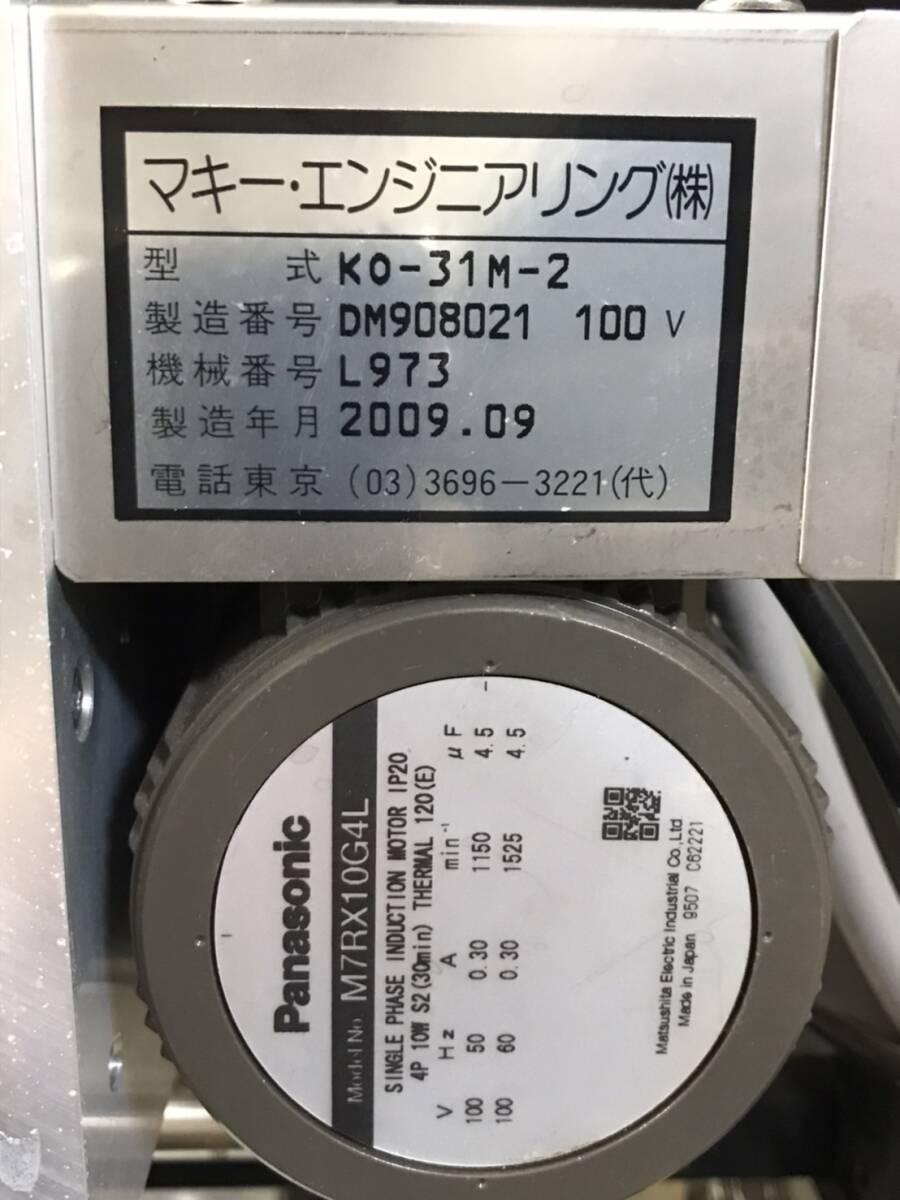 マキー・エンジニアリング(株)
型 式 KO-31M-2
製造番号 DM908021 100 V
機械番号 L973
製造年月 2009.09
電話東京 (03)3696-3221(代)
Panasonic
Model No. M7RX10G4L
SINGLE PHASE INDUCTION MOTOR IP20
4P 10W S2(30min) THERMAL 120(E)
V Hz A min⁻¹ μF
100 50 0.30 1150 4.5
100 60 0.30 1525 4.5
Matsushita Electric Industrial Co.,Ltd
Made in Japan 9507 C62221